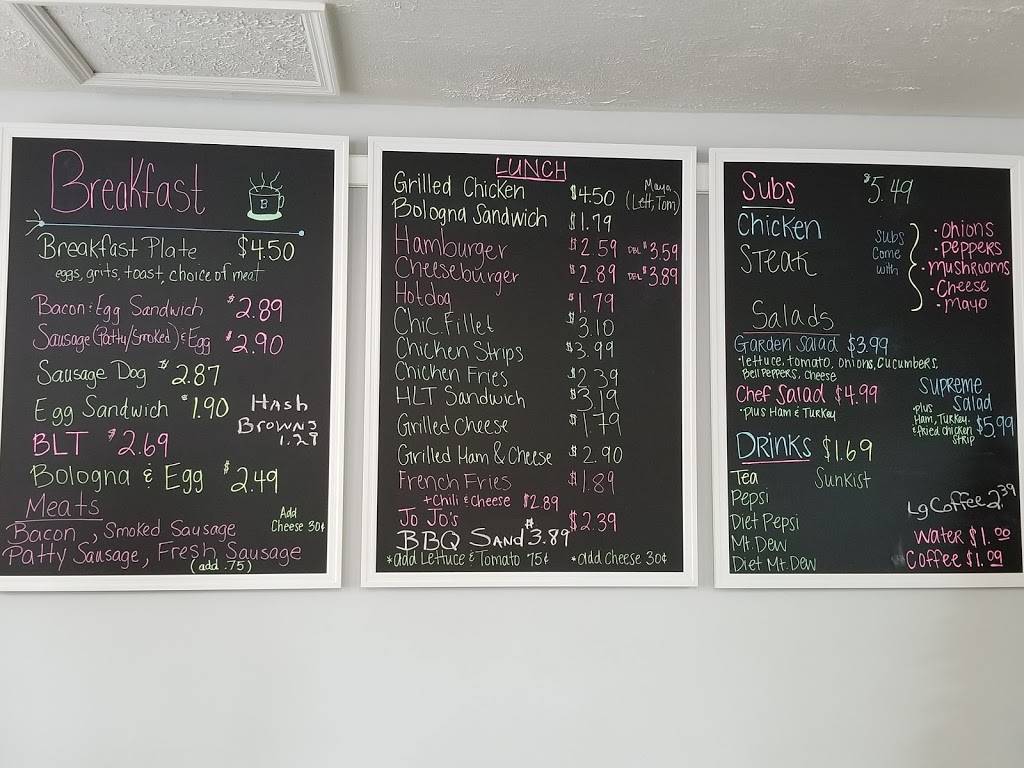 Breakfast
B
Breakfast Plate $4.50
eggs, grits, toast, choice of meat
Bacon & Egg Sandwich $2.89
Sausage (Patty/Smoked) & Egg $2.90
Sausage Dog $2.87
Egg Sandwich $1.90
Hash Browns 1.29
BLT $2.69
Bologna & Egg $2.49
Meats
Add Cheese 30¢
Bacon, Smoked Sausage
Patty Sausage, Fresh Sausage
(add .75)
LUNCH
Grilled Chicken $4.50 Mayo (Lett, Tom)
Bologna Sandwich $1.79
Hamburger $2.59 DBL $3.59
Cheeseburger $2.89 DBL $3.89
Hotdog $1.79
Chic. Fillet $3.10
Chicken Strips $3.99
Chicken Fries $2.39
HLT Sandwich $3.19
Grilled Cheese $1.79
Grilled Ham & Cheese $2.90
French Fries $1.89
+Chili & Cheese $2.89
Jo Jo's $2.39
BBQ Sand $3.89
*add Lettuce & Tomato 75¢ *add Cheese 30¢
Subs $5.49
Chicken
Steak
Subs
Come
with
• onions
• peppers
• mushrooms
• Cheese
• mayo
Salads
Garden Salad $3.99
• lettuce, tomato, onions, cucumbers,
Bell Peppers, cheese
Chef Salad $4.99
• Plus Ham & Turkey
Supreme
Salad
• plus
Ham, Turkey,
& fried chicken
strip
$5.99
Drinks $1.69
Tea Sunkist
Pepsi
Diet Pepsi
Mt. Dew
Diet Mt. Dew
Lg Coffee 2.39
Water $1.00
Coffee $1.09